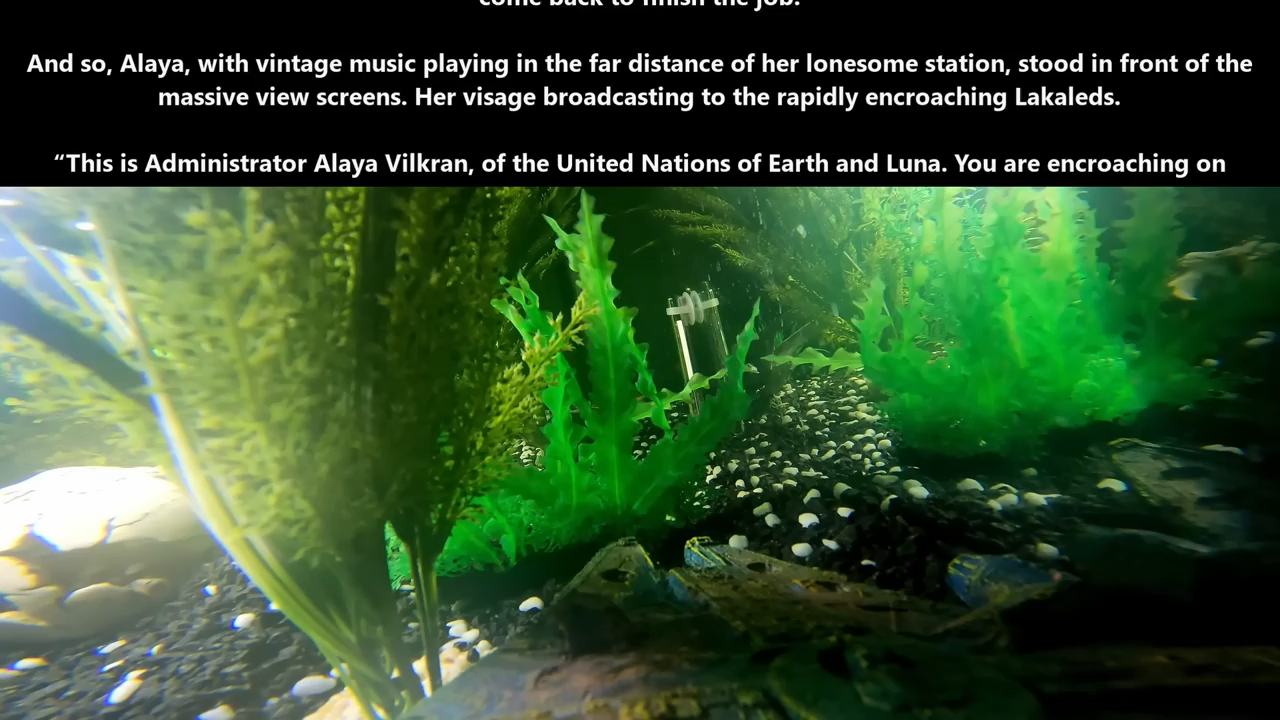 come back to finish the job.
And so, Alaya, with vintage music playing in the far distance of her lonesome station, stood in front of the
massive view screens. Her visage broadcasting to the rapidly encroaching Lakaleds.
“This is Administrator Alaya Vilkran, of the United Nations of Earth and Luna. You are encroaching on